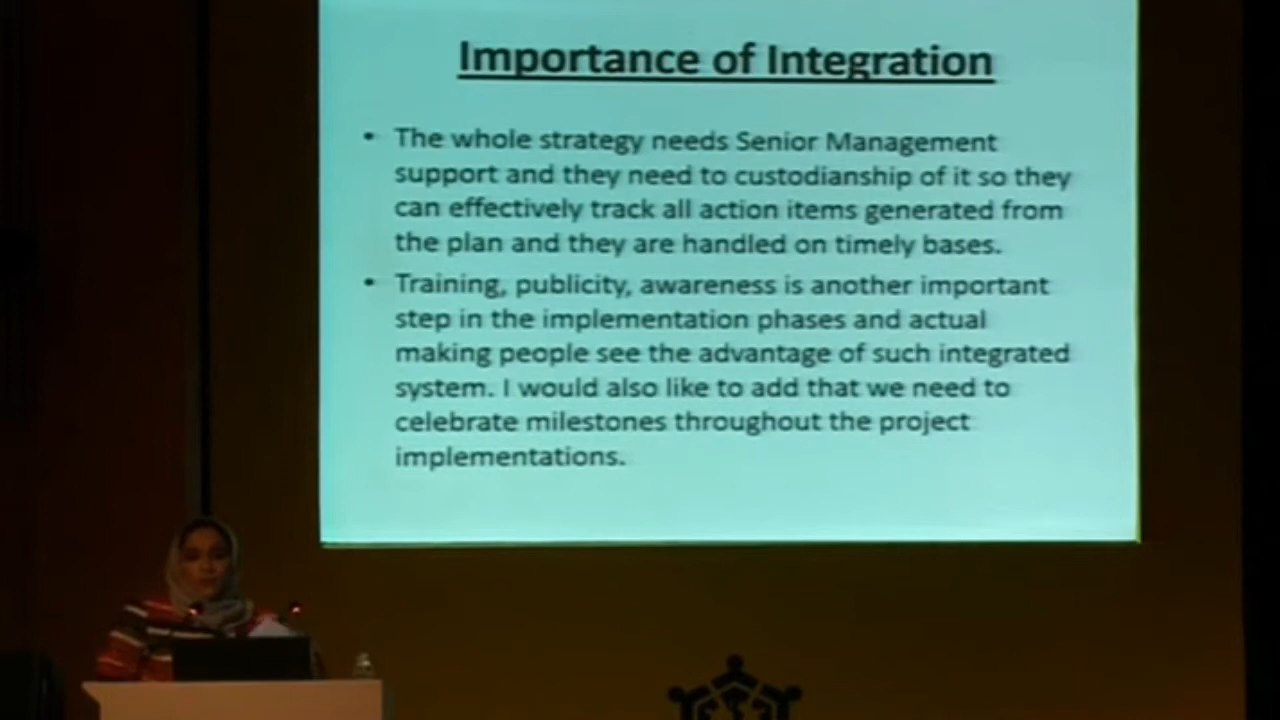 Importance of Integration
• The whole strategy needs Senior Management
support and they need to custodianship of it so they
can effectively track all action items generated from
the plan and they are handled on timely bases.
• Training, publicity, awareness is another important
step in the implementation phases and actual
making people see the advantage of such integrated
system. I would also like to add that we need to
celebrate milestones throughout the project
implementations.